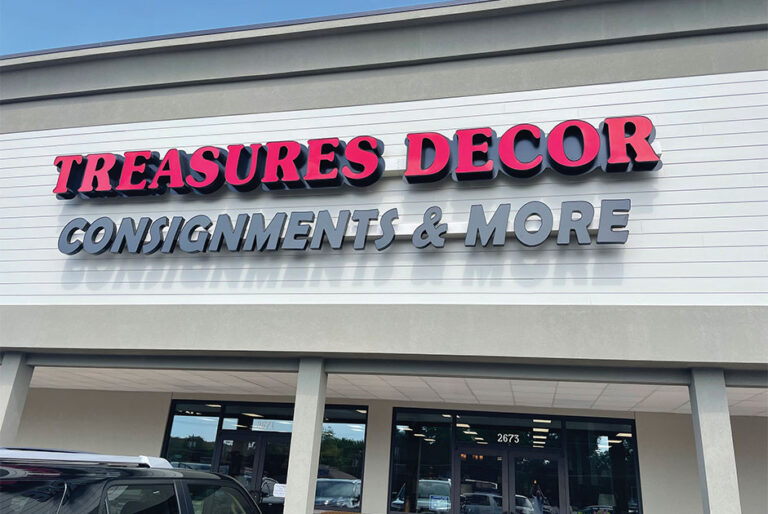 TREASURES DECOR
CONSIGNMENTS & MORE
2673